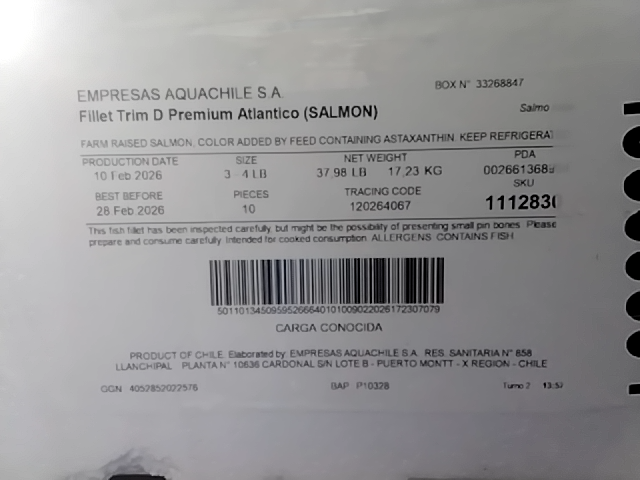 BOX N° 33268847
EMPRESAS AQUACHILE S.A.
Fillet Trim D Premium Atlantico (SALMON) Salmo
FARM RAISED SALMON, COLOR ADDED BY FEED CONTAINING ASTAXANTHIN. KEEP REFRIGERA
PRODUCTION DATE SIZE NET WEIGHT PDA
10 Feb 2026 3 - 4 LB 37,98 LB 17,23 KG 002661368
BEST BEFORE PIECES TRACING CODE SKU
28 Feb 2026 10 120264067 111283
This fish fillet has been inspected carefully, but might be the possibility of presenting small pin bones. Please
prepare and consume carefully. Intended for cooked consumption. ALLERGENS: CONTAINS FISH
CARGA CONOCIDA
PRODUCT OF CHILE. Elaborated by: EMPRESAS AQUACHILE S.A. RES. SANITARIA N° 858
LLANCHIPAL . PLANTA N° 10636 CARDONAL S/N LOTE B - PUERTO MONTT - X REGION - CHILE
GGN 4052852022576 BAP P10328 Turno 2